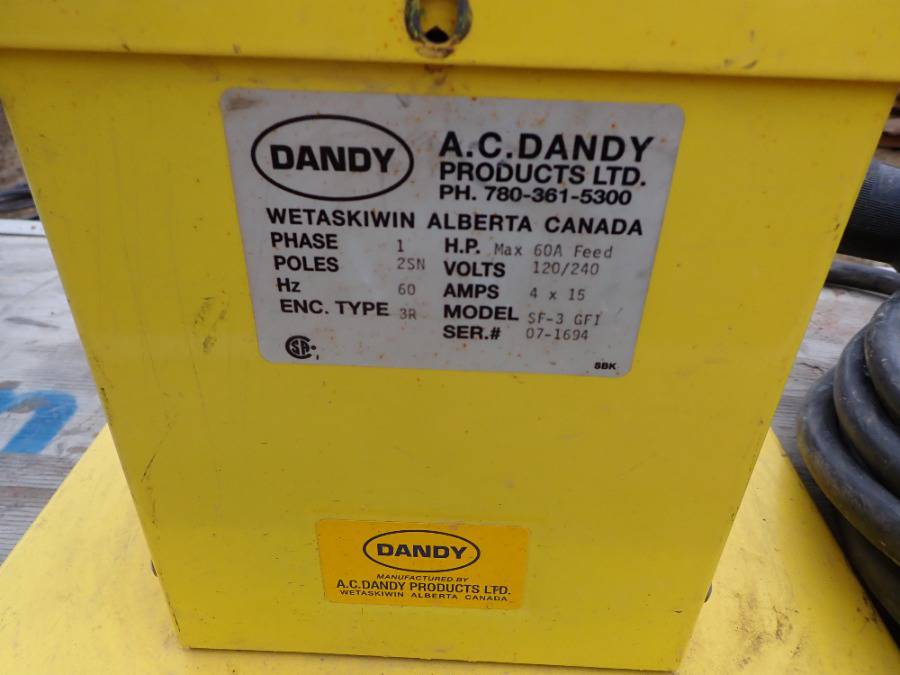 DANDY
A.C.DANDY
PRODUCTS LTD.
PH. 780-361-5300
WETASKIWIN ALBERTA CANADA
PHASE 1 H.P. Max 60A Feed
POLES 2SN VOLTS 120/240
Hz 60 AMPS 4 x 15
ENC. TYPE 3R MODEL SF-3 GFI
SER.# 07-1694
SA
SBK
DANDY
MANUFACTURED BY
A.C.DANDY PRODUCTS LTD.
WETASKIWIN ALBERTA CANADA